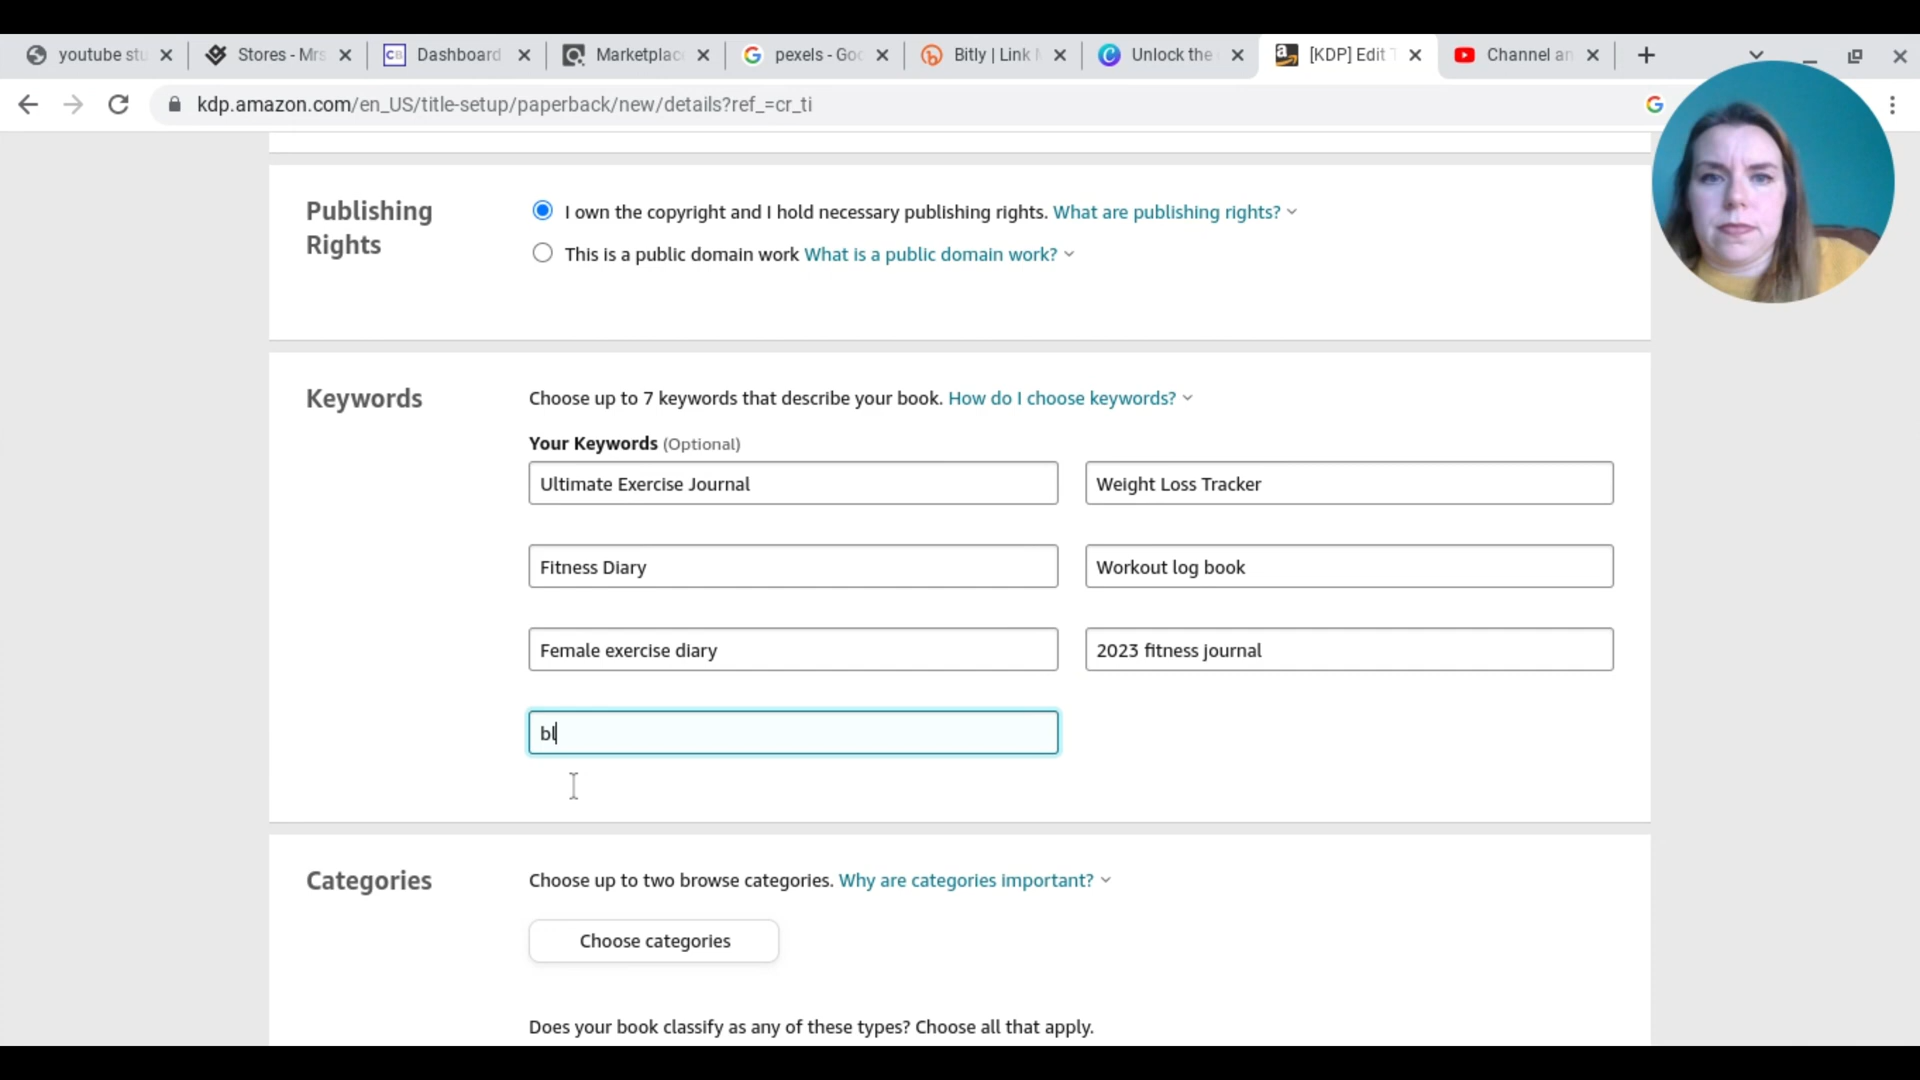 youtube stu
Stores - Mrs
Dashboard
Marketplac
pexels - Goo
Bitly | Link M
Unlock the
[KDP] Edit T
Channel an
kdp.amazon.com/en_US/title-setup/paperback/new/details?ref_=cr_ti
Publishing
Rights
I own the copyright and I hold necessary publishing rights. What are publishing rights?
This is a public domain work What is a public domain work?
Keywords
Choose up to 7 keywords that describe your book. How do I choose keywords?
Your Keywords (Optional)
Ultimate Exercise Journal
Weight Loss Tracker
Fitness Diary
Workout log book
Female exercise diary
2023 fitness journal
bl
Categories
Choose up to two browse categories. Why are categories important?
Choose categories
Does your book classify as any of these types? Choose all that apply.